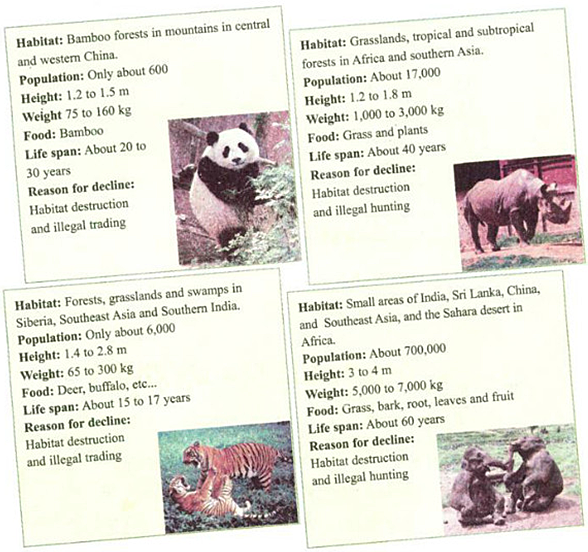 Habitat: Bamboo forests in mountains in central
and western China.
Population: Only about 600
Height: 1.2 to 1.5 m
Weight 75 to 160 kg
Food: Bamboo
Life span: About 20 to
30 years
Reason for decline:
Habitat destruction
and illegal trading
Habitat: Grasslands, tropical and subtropical
forests in Africa and southern Asia.
Population: About 17,000
Height: 1.2 to 1.8 m
Weight: 1,000 to 3,000 kg
Food: Grass and plants
Life span: About 40 years
Reason for decline:
Habitat destruction
and illegal hunting
Habitat: Forests, grasslands and swamps in
Siberia, Southeast Asia and Southern India.
Population: Only about 6,000
Height: 1.4 to 2.8 m
Weight: 65 to 300 kg
Food: Deer, buffalo, etc...
Life span: About 15 to 17 years
Reason for decline:
Habitat destruction
and illegal trading
Habitat: Small areas of India, Sri Lanka, China,
and Southeast Asia, and the Sahara desert in
Africa.
Population: About 700,000
Height: 3 to 4 m
Weight: 5,000 to 7,000 kg
Food: Grass, bark, root, leaves and fruit
Life span: About 60 years
Reason for decline:
Habitat destruction
and illegal hunting